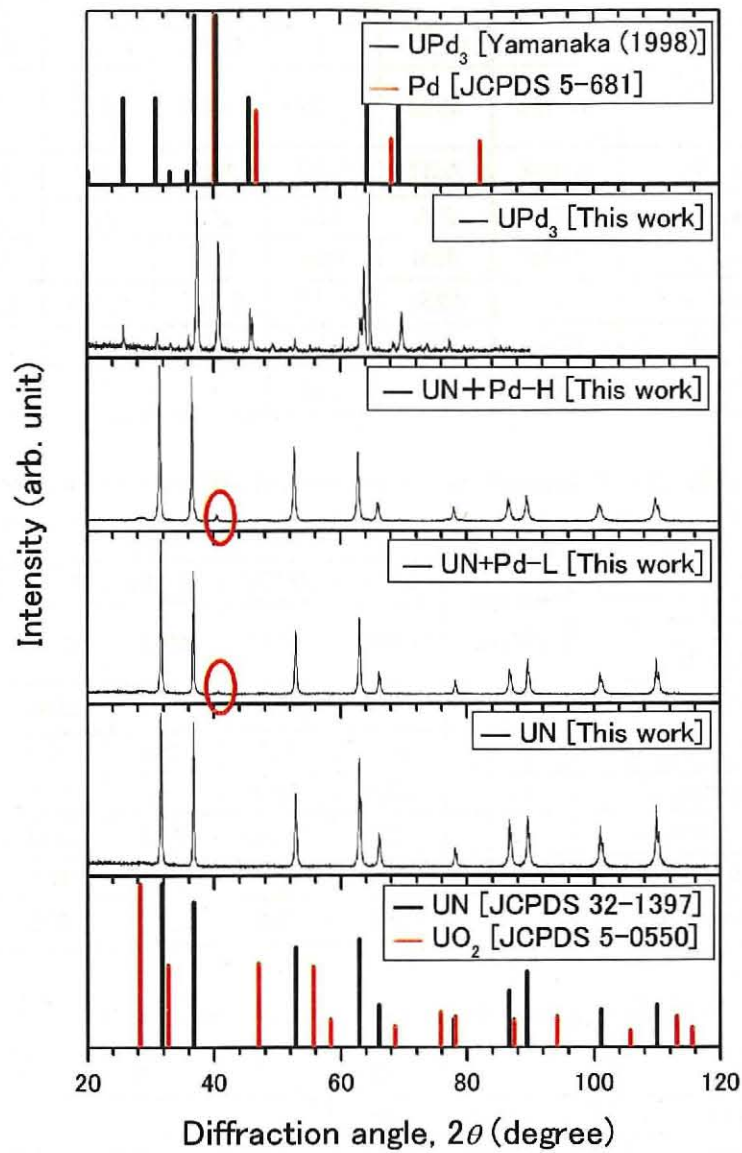 — UPd₃ [Yamanaka (1998)]
— Pd [JCPDS 5-681]
— UPd₃ [This work]
— UN+Pd-H [This work]
— UN+Pd-L [This work]
— UN [This work]
— UN [JCPDS 32-1397]
— UO₂ [JCPDS 5-0550]
Intensity (arb. unit)
20 40 60 80 100 120
Diffraction angle, 2θ (degree)